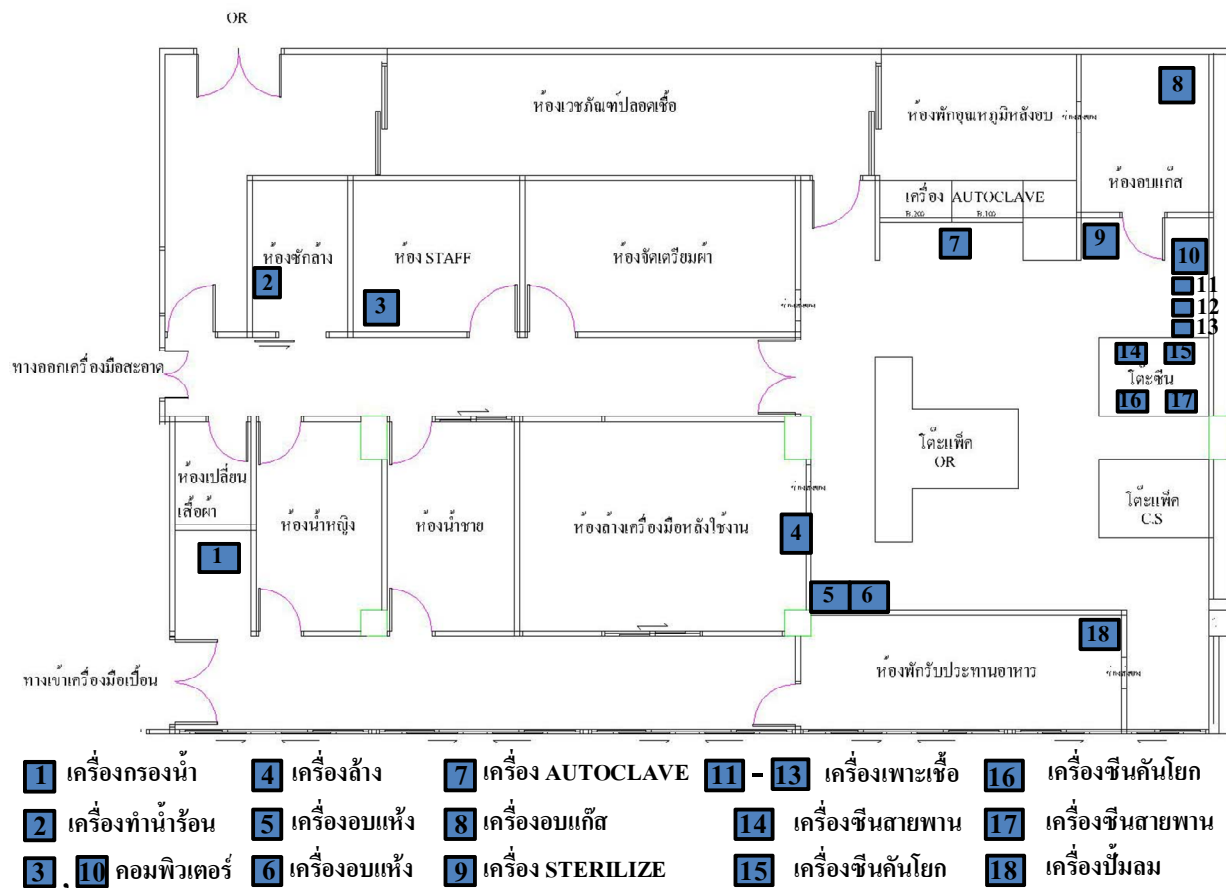 OR
ห้องเวชภัณฑ์ปลอดเชื้อ
ห้องพักอุณหภูมิหลังอบ
8
ห้องอบแก๊ส
เครื่อง AUTOCLAVE
7
9
10
11
12
13
ห้องซักล้าง
2
ห้อง STAFF
3
ห้องจัดเตรียมผ้า
ทางออกเครื่องมือสะอาด
14
15
โต๊ะซีน
16
17
โต๊ะแพ็ค
OR
โต๊ะแพ็ค
C.S
ห้องเปลี่ยน
เสื้อผ้า
1
ห้องน้ำหญิง
ห้องน้ำชาย
ห้องล้างเครื่องมือหลังใช้งาน
4
5
6
18
ห้องพักรับประทานอาหาร
ทางเข้าเครื่องมือเปื้อน
1 เครื่องกรองน้ำ
4 เครื่องล้าง
7 เครื่อง AUTOCLAVE
11 - 13 เครื่องเพาะเชื้อ
16 เครื่องซีนคันโยก
2 เครื่องทำน้ำร้อน
5 เครื่องอบแห้ง
8 เครื่องอบแก๊ส
14 เครื่องซีนสายพาน
17 เครื่องซีนสายพาน
3 , 10 คอมพิวเตอร์
6 เครื่องอบแห้ง
9 เครื่อง STERILIZE
15 เครื่องซีนคันโยก
18 เครื่องปั้มลม